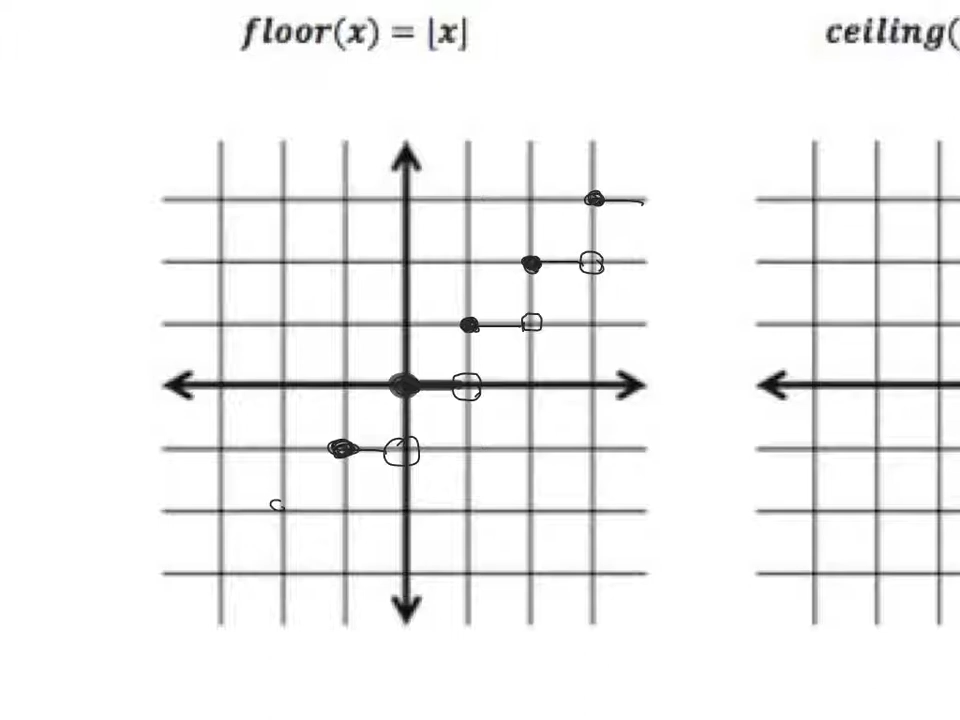 floor(x) = ⌊x⌋
ceiling(